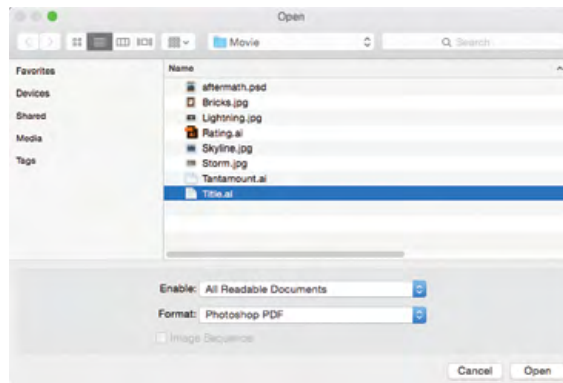 Open
Movie
Search
Favorites
Devices
Shared
Media
Tags
Name
aftermath.psd
Bricks.jpg
Lightning.jpg
Rating.ai
Skyline.jpg
Storm.jpg
Tantamount.ai
Title.ai
Enable: All Readable Documents
Format: Photoshop PDF
Image Sequence
Cancel Open